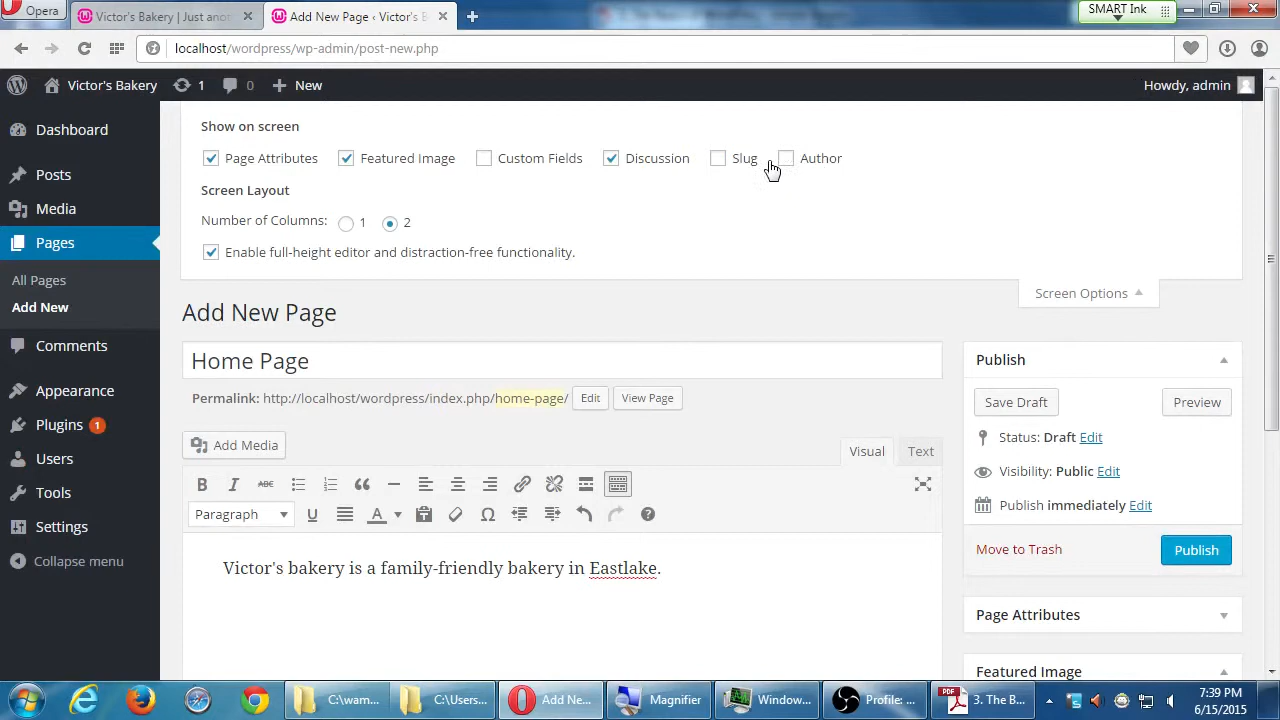 Opera
Victor's Bakery | Just anot
Add New Page ‹ Victor's B
SMART Ink
localhost/wordpress/wp-admin/post-new.php
Victor's Bakery
1
0
New
Howdy, admin
Dashboard
Posts
Media
Pages
All Pages
Add New
Comments
Appearance
Plugins 1
Users
Tools
Settings
Collapse menu
Show on screen
Page Attributes
Featured Image
Custom Fields
Discussion
Slug
Author
Screen Layout
Number of Columns: 1 2
Enable full-height editor and distraction-free functionality.
Screen Options
Add New Page
Home Page
Permalink: http://localhost/wordpress/index.php/home-page/ Edit View Page
Add Media
Visual Text
B I ABC
Paragraph U A
Victor's bakery is a family-friendly bakery in Eastlake.
Publish
Save Draft Preview
Status: Draft Edit
Visibility: Public Edit
Publish immediately Edit
Move to Trash Publish
Page Attributes
Featured Image
C:\wam...
C:\Users...
Add Ne...
Magnifier
Window...
Profile: ...
PDF
3. The B...
7:39 PM
6/15/2015